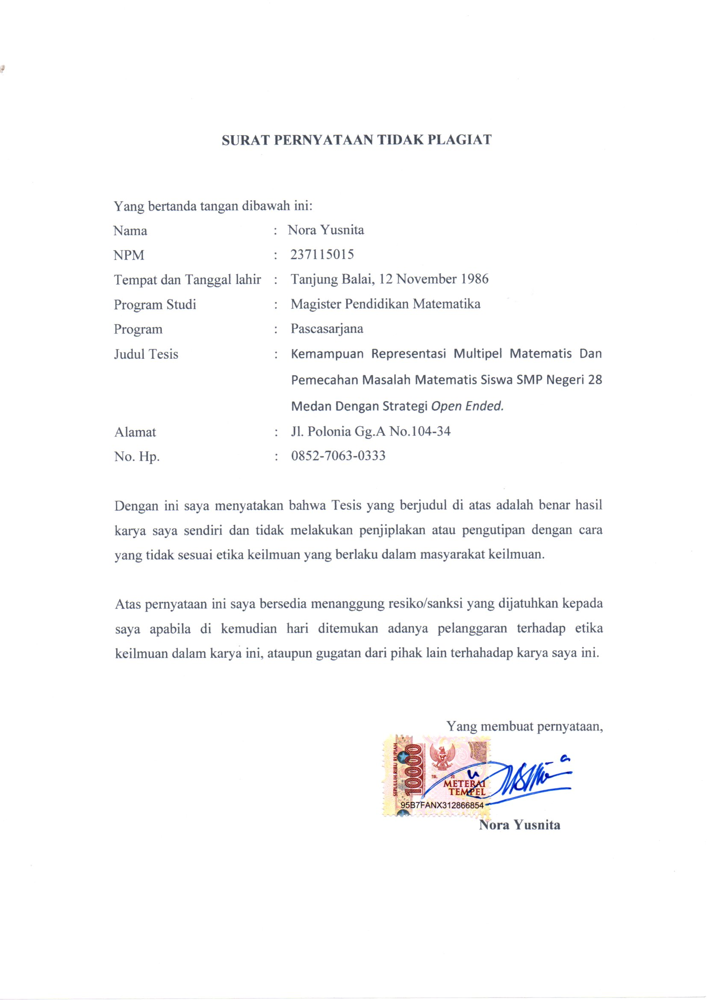 SURAT PERNYATAAN TIDAK PLAGIAT
Yang bertanda tangan dibawah ini:
Nama : Nora Yusnita
NPM : 237115015
Tempat dan Tanggal lahir : Tanjung Balai, 12 November 1986
Program Studi : Magister Pendidikan Matematika
Program : Pascasarjana
Judul Tesis : Kemampuan Representasi Multipel Matematis Dan
Pemecahan Masalah Matematis Siswa SMP Negeri 28
Medan Dengan Strategi Open Ended.
Alamat : Jl. Polonia Gg.A No.104-34
No. Hp. : 0852-7063-0333
Dengan ini saya menyatakan bahwa Tesis yang berjudul di atas adalah benar hasil
karya saya sendiri dan tidak melakukan penjiplakan atau pengutipan dengan cara
yang tidak sesuai etika keilmuan yang berlaku dalam masyarakat keilmuan.
Atas pernyataan ini saya bersedia menanggung resiko/sanksi yang dijatuhkan kepada
saya apabila di kemudian hari ditemukan adanya pelanggaran terhadap etika
keilmuan dalam karya ini, ataupun gugatan dari pihak lain terhahadap karya saya ini.
Yang membuat pernyataan,
SEPULUH RIBU RUPIAH
10000
TGL. 20
METERAI
TEMPEL
95B7FANX312866854
Nora Yusnita